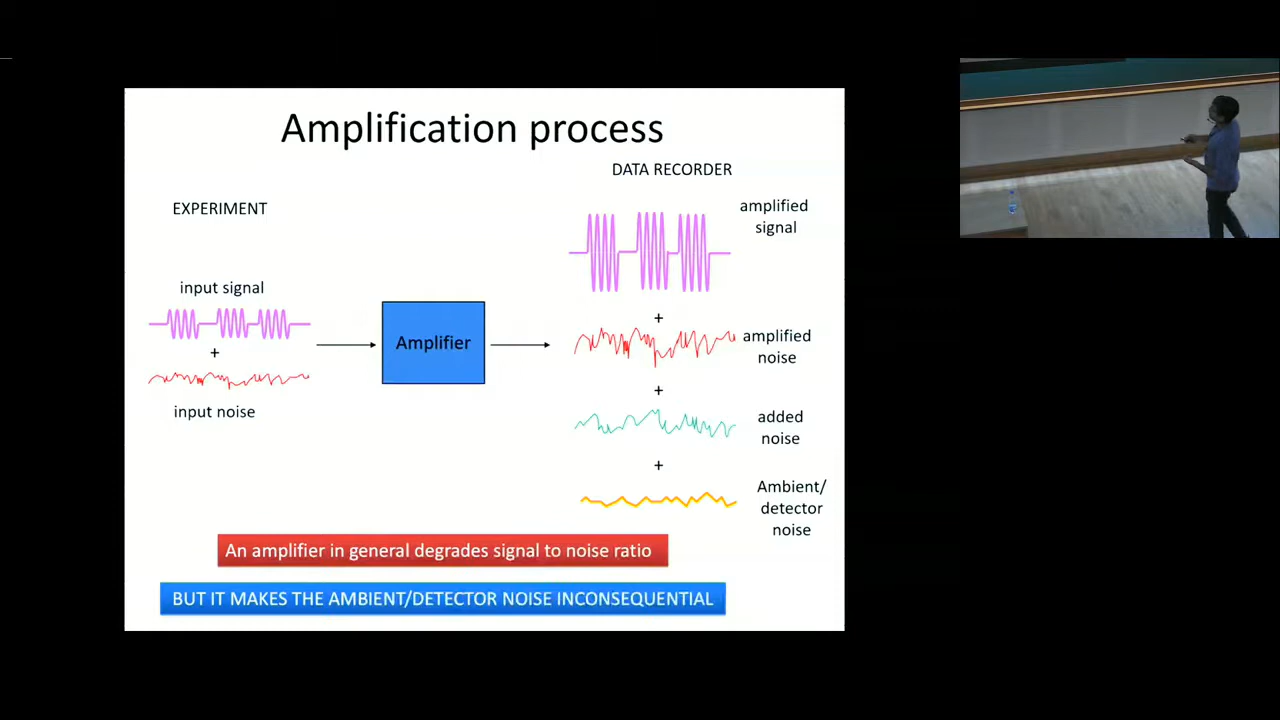 Amplification process
DATA RECORDER
EXPERIMENT
amplified
signal
input signal
+
input noise
Amplifier
+
amplified
noise
+
added
noise
+
Ambient/
detector
noise
An amplifier in general degrades signal to noise ratio
BUT IT MAKES THE AMBIENT/DETECTOR NOISE INCONSEQUENTIAL